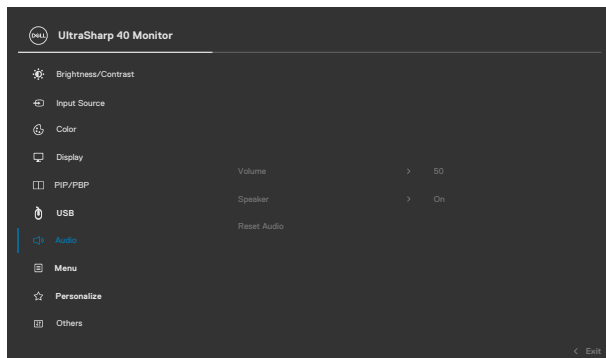 DELL UltraSharp 40 Monitor
Brightness/Contrast
Input Source
Color
Display
PIP/PBP
USB
Audio
Menu
Personalize
Others
Volume > 50
Speaker > On
Reset Audio
< Exit